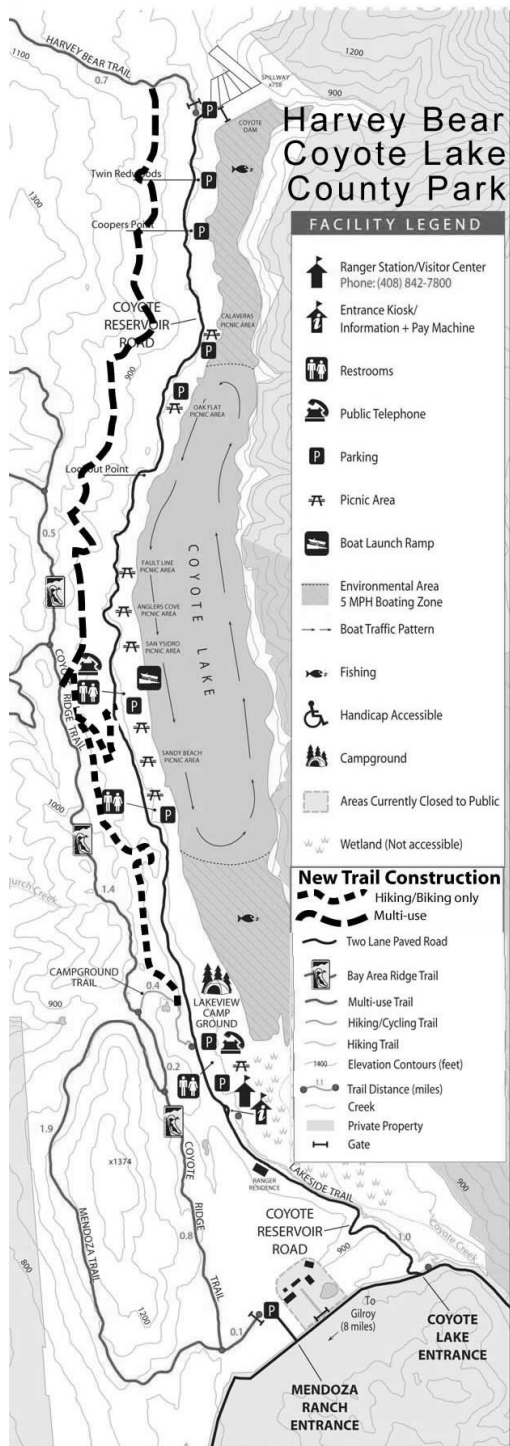 HARVEY BEAR TRAIL
1100
0.7
SPILLWAY
x758
900
1200
P
COYOTE
DAM
Harvey Bear
Coyote Lake
County Park
Twin Redwoods
P
1300
Coopers Point
P
COYOTE
RESERVOIR
ROAD
CALAVERAS
PICNIC AREA
P
900
P
OAK FLAT
PICNIC AREA
Lookout Point
0.5
COYOTE LAKE
FAULT LINE
PICNIC AREA
ANGLERS COVE
PICNIC AREA
SAN YSIDRO
PICNIC AREA
COYOTE RIDGE TRAIL
P
SANDY BEACH
PICNIC AREA
P
1000
1.4
CAMPGROUND
TRAIL
0.4
900
LAKEVIEW
CAMP
GROUND
P
0.2
P
i
1.9
x1374
COYOTE RIDGE TRAIL
0.8
MENDOZA TRAIL
1200
800
RANGER
RESIDENCE
LAKESIDE TRAIL
COYOTE
RESERVOIR
ROAD
900
1.0
Coyote Creek
900
0.1
P
To
Gilroy
(8 miles)
COYOTE
LAKE
ENTRANCE
MENDOZA
RANCH
ENTRANCE
FACILITY LEGEND
Ranger Station/Visitor Center
Phone: (408) 842-7800
i
Entrance Kiosk/
Information + Pay Machine
Restrooms
Public Telephone
P
Parking
Picnic Area
Boat Launch Ramp
Environmental Area
5 MPH Boating Zone
Boat Traffic Pattern
Fishing
Handicap Accessible
Campground
Areas Currently Closed to Public
Wetland (Not accessible)
New Trail Construction
Hiking/Biking only
Multi-use
Two Lane Paved Road
Bay Area Ridge Trail
Multi-use Trail
Hiking/Cycling Trail
Hiking Trail
1400
Elevation Contours (feet)
1.1
Trail Distance (miles)
Creek
Private Property
Gate